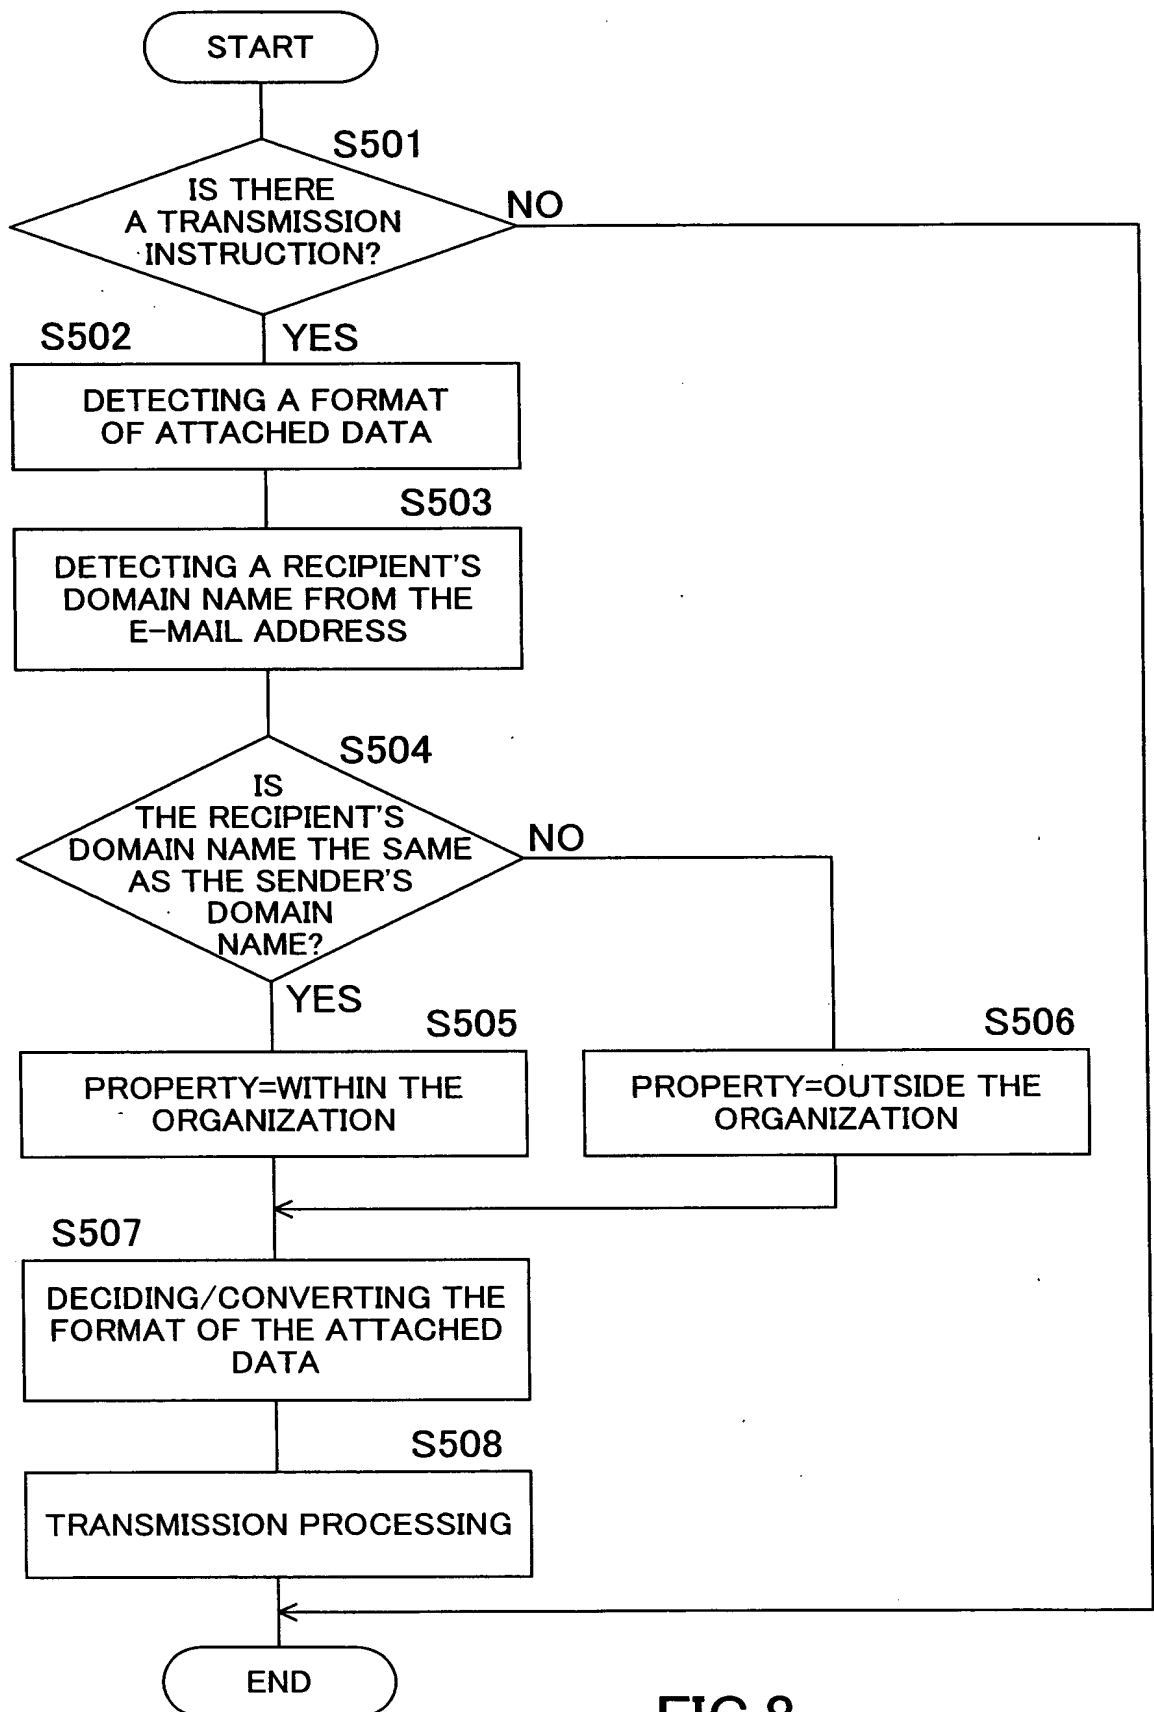 START
S501
IS THERE
A TRANSMISSION
INSTRUCTION?
NO
S502
YES
DETECTING A FORMAT
OF ATTACHED DATA
S503
DETECTING A RECIPIENT'S
DOMAIN NAME FROM THE
E-MAIL ADDRESS
S504
IS
THE RECIPIENT'S
DOMAIN NAME THE SAME
AS THE SENDER'S
DOMAIN
NAME?
NO
YES
S505
PROPERTY=WITHIN THE
ORGANIZATION
S506
PROPERTY=OUTSIDE THE
ORGANIZATION
S507
DECIDING/CONVERTING THE
FORMAT OF THE ATTACHED
DATA
S508
TRANSMISSION PROCESSING
END
FIG.8